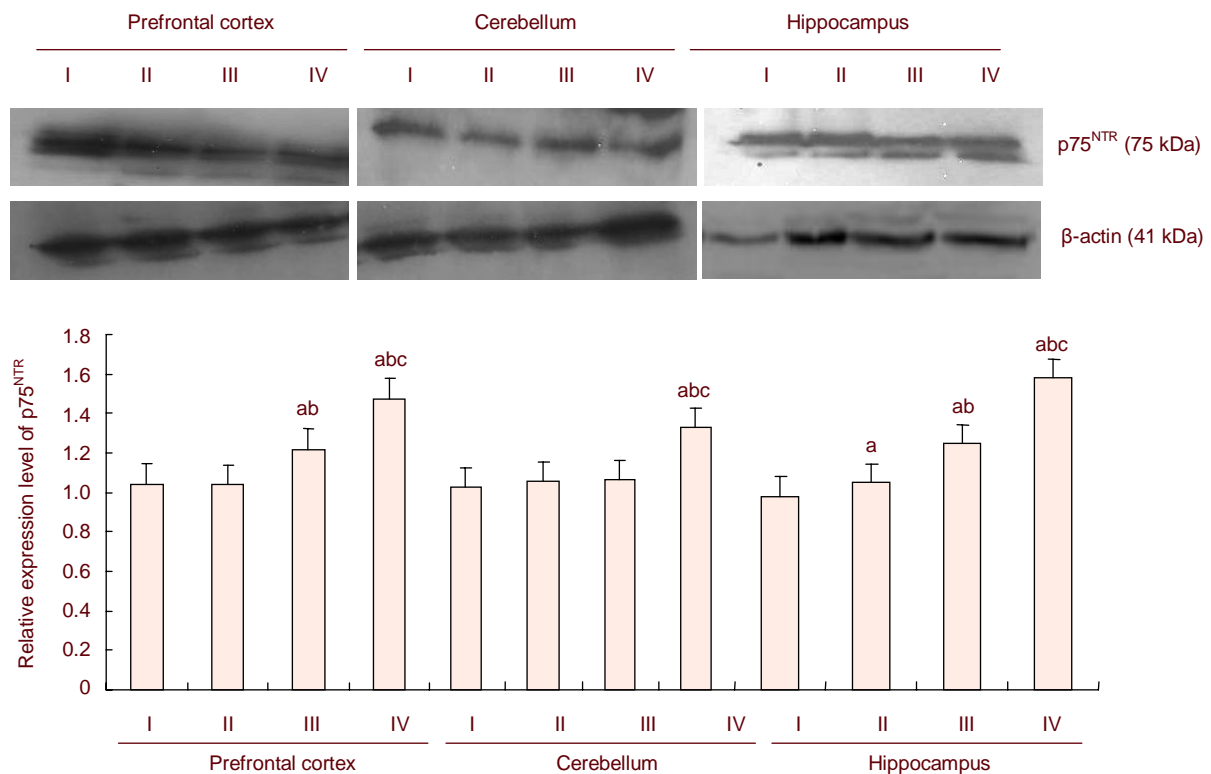 Prefrontal cortex Cerebellum Hippocampus
I II III IV I II III IV I II III IV
p75NTR (75 kDa)
β-actin (41 kDa)
Relative expression level of p75NTR
1.8
1.6
1.4
1.2
1.0
0.8
0.6
0.4
0.2
0
ab abc abc a ab abc
I II III IV I II III IV I II III IV
Prefrontal cortex Cerebellum Hippocampus